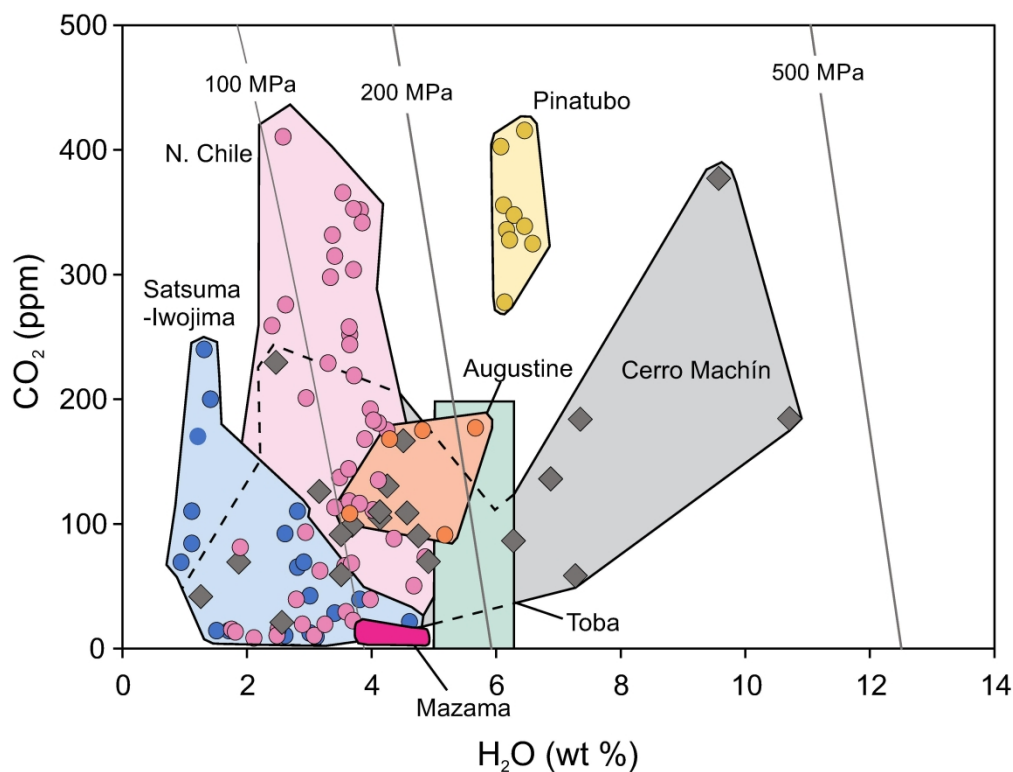 500
400
300
200
100
0
CO₂ (ppm)
100 MPa
200 MPa
500 MPa
N. Chile
Pinatubo
Satsuma
-Iwojima
Augustine
Cerro Machín
Toba
Mazama
0 2 4 6 8 10 12 14
H₂O (wt %)